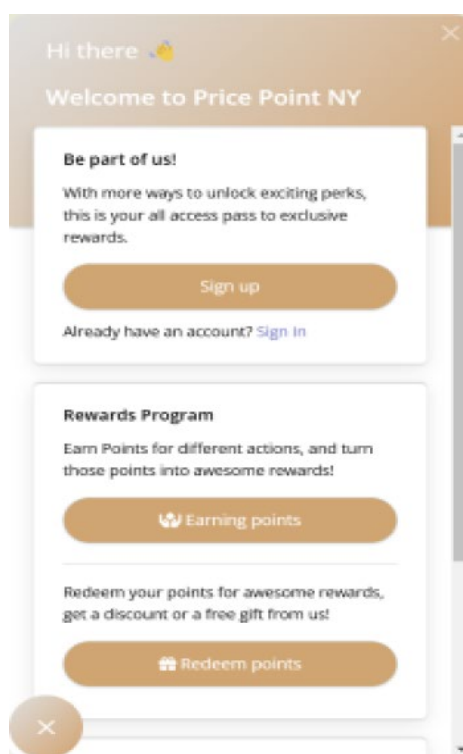 Hi there 👋
Welcome to Price Point NY
Be part of us!
With more ways to unlock exciting perks,
this is your all access pass to exclusive
rewards.
Sign up
Already have an account? Sign In
Rewards Program
Earn Points for different actions, and turn
those points into awesome rewards!
Earning points
Redeem your points for awesome rewards,
get a discount or a free gift from us!
Redeem points